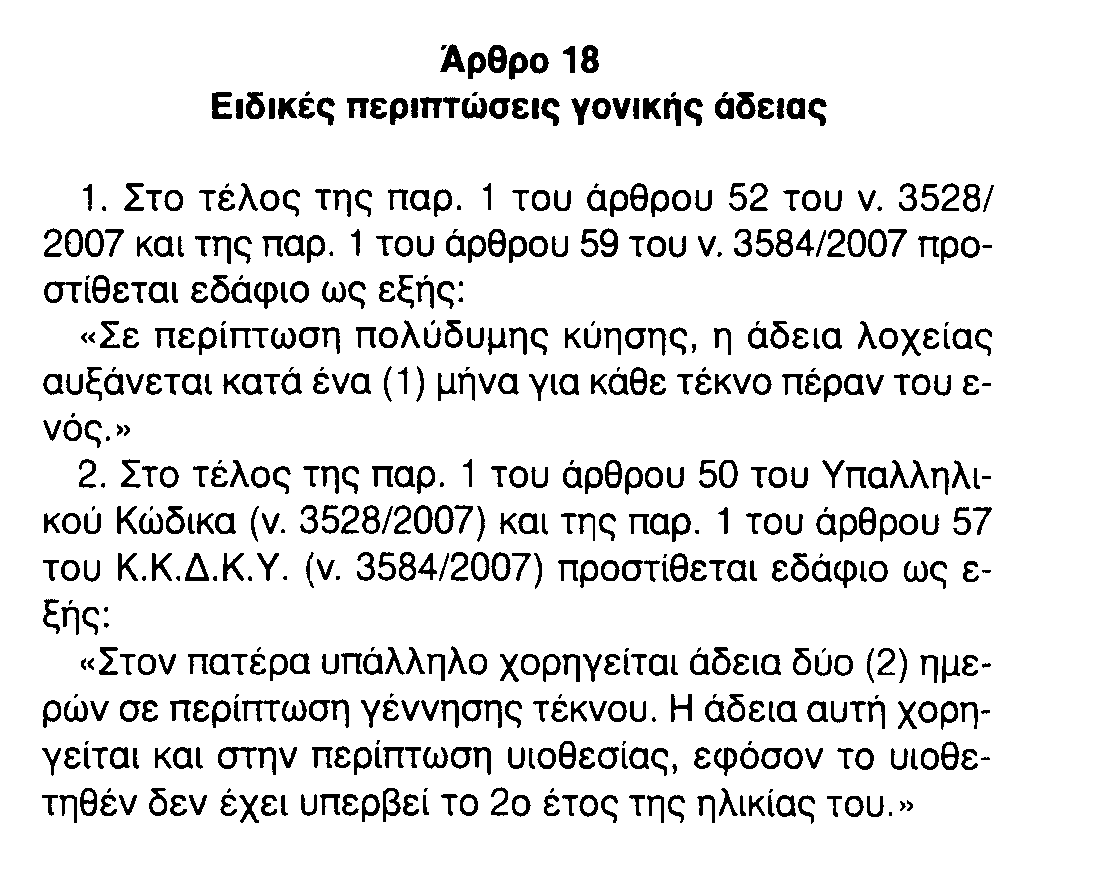 Άρθρο 18
Ειδικές περιπτώσεις γονικής άδειας
1. Στο τέλος της παρ. 1 του άρθρου 52 του ν. 3528/
2007 και της παρ. 1 του άρθρου 59 του ν. 3584/2007 προ-
στίθεται εδάφιο ως εξής:
«Σε περίπτωση πολύδυμης κύησης, η άδεια λοχείας
αυξάνεται κατά ένα (1) μήνα για κάθε τέκνο πέραν του ε-
νός.»
2. Στο τέλος της παρ. 1 του άρθρου 50 του Υπαλληλι-
κού Κώδικα (ν. 3528/2007) και της παρ. 1 του άρθρου 57
του Κ.Κ.Δ.Κ.Υ. (ν. 3584/2007) προστίθεται εδάφιο ως ε-
ξής:
«Στον πατέρα υπάλληλο χορηγείται άδεια δύο (2) ημε-
ρών σε περίπτωση γέννησης τέκνου. Η άδεια αυτή χορη-
γείται και στην περίπτωση υιοθεσίας, εφόσον το υιοθε-
τηθέν δεν έχει υπερβεί το 2ο έτος της ηλικίας του.»